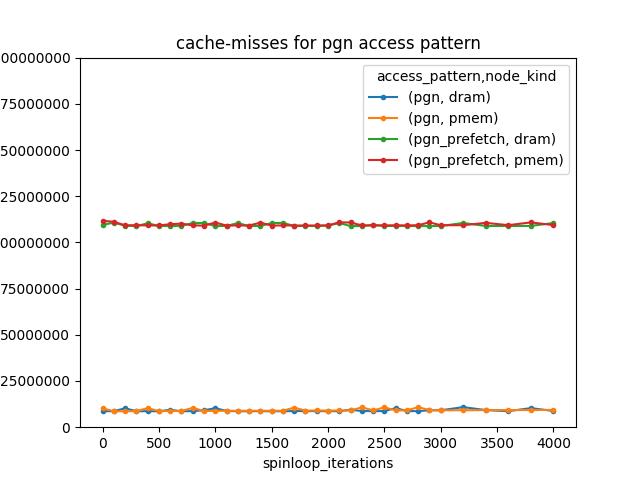 cache-misses for pgn access pattern
00000000
75000000
50000000
25000000
00000000
75000000
50000000
25000000
0
access_pattern,node_kind
(pgn, dram)
(pgn, pmem)
(pgn_prefetch, dram)
(pgn_prefetch, pmem)
0 500 1000 1500 2000 2500 3000 3500 4000
spinloop_iterations